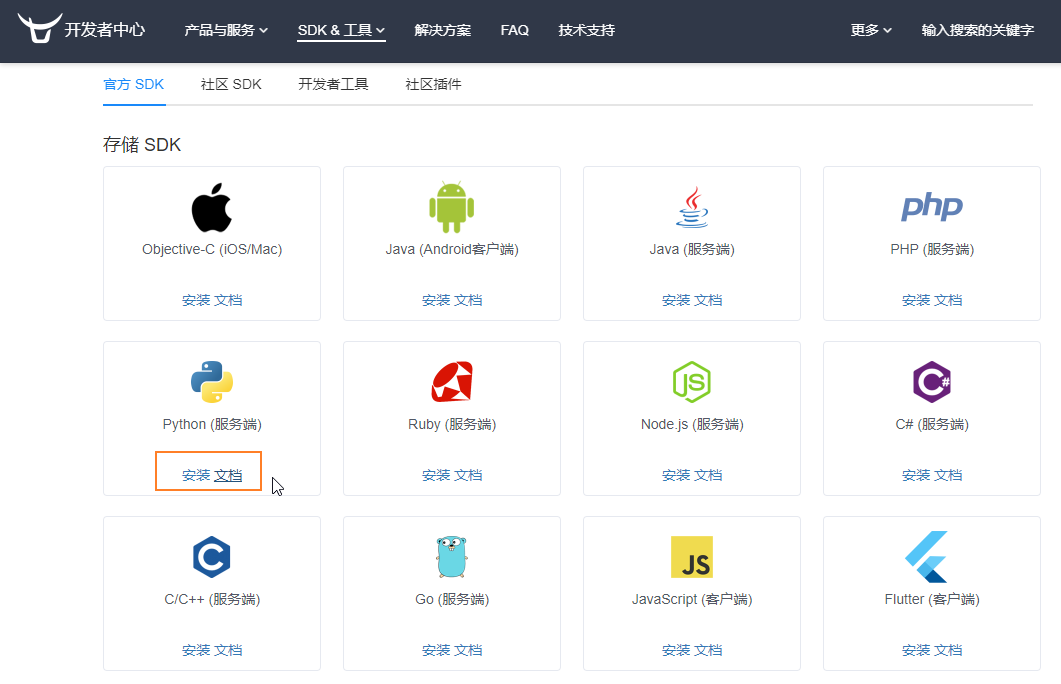 开发者中心 产品与服务 SDK & 工具 解决方案 FAQ 技术支持 更多 输入搜索的关键字
官方 SDK 社区 SDK 开发者工具 社区插件
存储 SDK
php
Objective-C (iOS/Mac) Java (Android客户端) Java (服务端) PHP (服务端)
安装 文档 安装 文档 安装 文档 安装 文档
JS C#
Python (服务端) Ruby (服务端) Node.js (服务端) C# (服务端)
安装 文档 安装 文档 安装 文档 安装 文档
C JS
C/C++ (服务端) Go (服务端) JavaScript (客户端) Flutter (客户端)
安装 文档 安装 文档 安装 文档 安装 文档